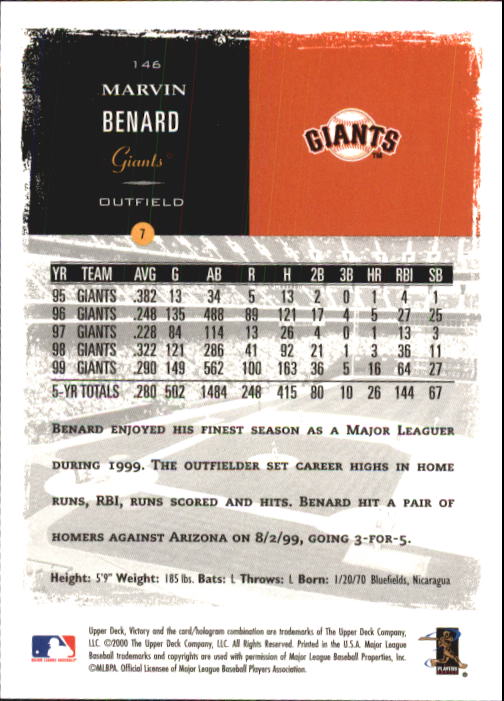 146
MARVIN
BENARD
Giants
OUTFIELD
GIANTS
TM
7
YR TEAM AVG G AB R H 2B 3B HR RBI SB
95 GIANTS .382 13 34 5 13 2 0 1 4 1
96 GIANTS .248 135 488 89 121 17 4 5 27 25
97 GIANTS .228 84 114 13 26 4 0 1 13 3
98 GIANTS .322 121 286 41 92 21 1 3 36 11
99 GIANTS .290 149 562 100 163 36 5 16 64 27
5-YR TOTALS .280 502 1484 248 415 80 10 26 144 67
BENARD ENJOYED HIS FINEST SEASON AS A MAJOR LEAGUER
DURING 1999. THE OUTFIELDER SET CAREER HIGHS IN HOME
RUNS, RBI, RUNS SCORED AND HITS. BENARD HIT A PAIR OF
HOMERS AGAINST ARIZONA ON 8/2/99, GOING 3-FOR-5.
Height: 5'9" Weight: 185 lbs. Bats: L Throws: L Born: 1/20/70 Bluefields, Nicaragua
Upper Deck, Victory and the card/hologram combination are trademarks of The Upper Deck Company,
LLC. ©2000 The Upper Deck Company, LLC. All Rights Reserved. Printed in the U.S.A. Major League
Baseball trademarks and copyrights are used with permission of Major League Baseball Properties, Inc.
©MLBPA. Official Licensee of Major League Baseball Players Association.
PLAYERS